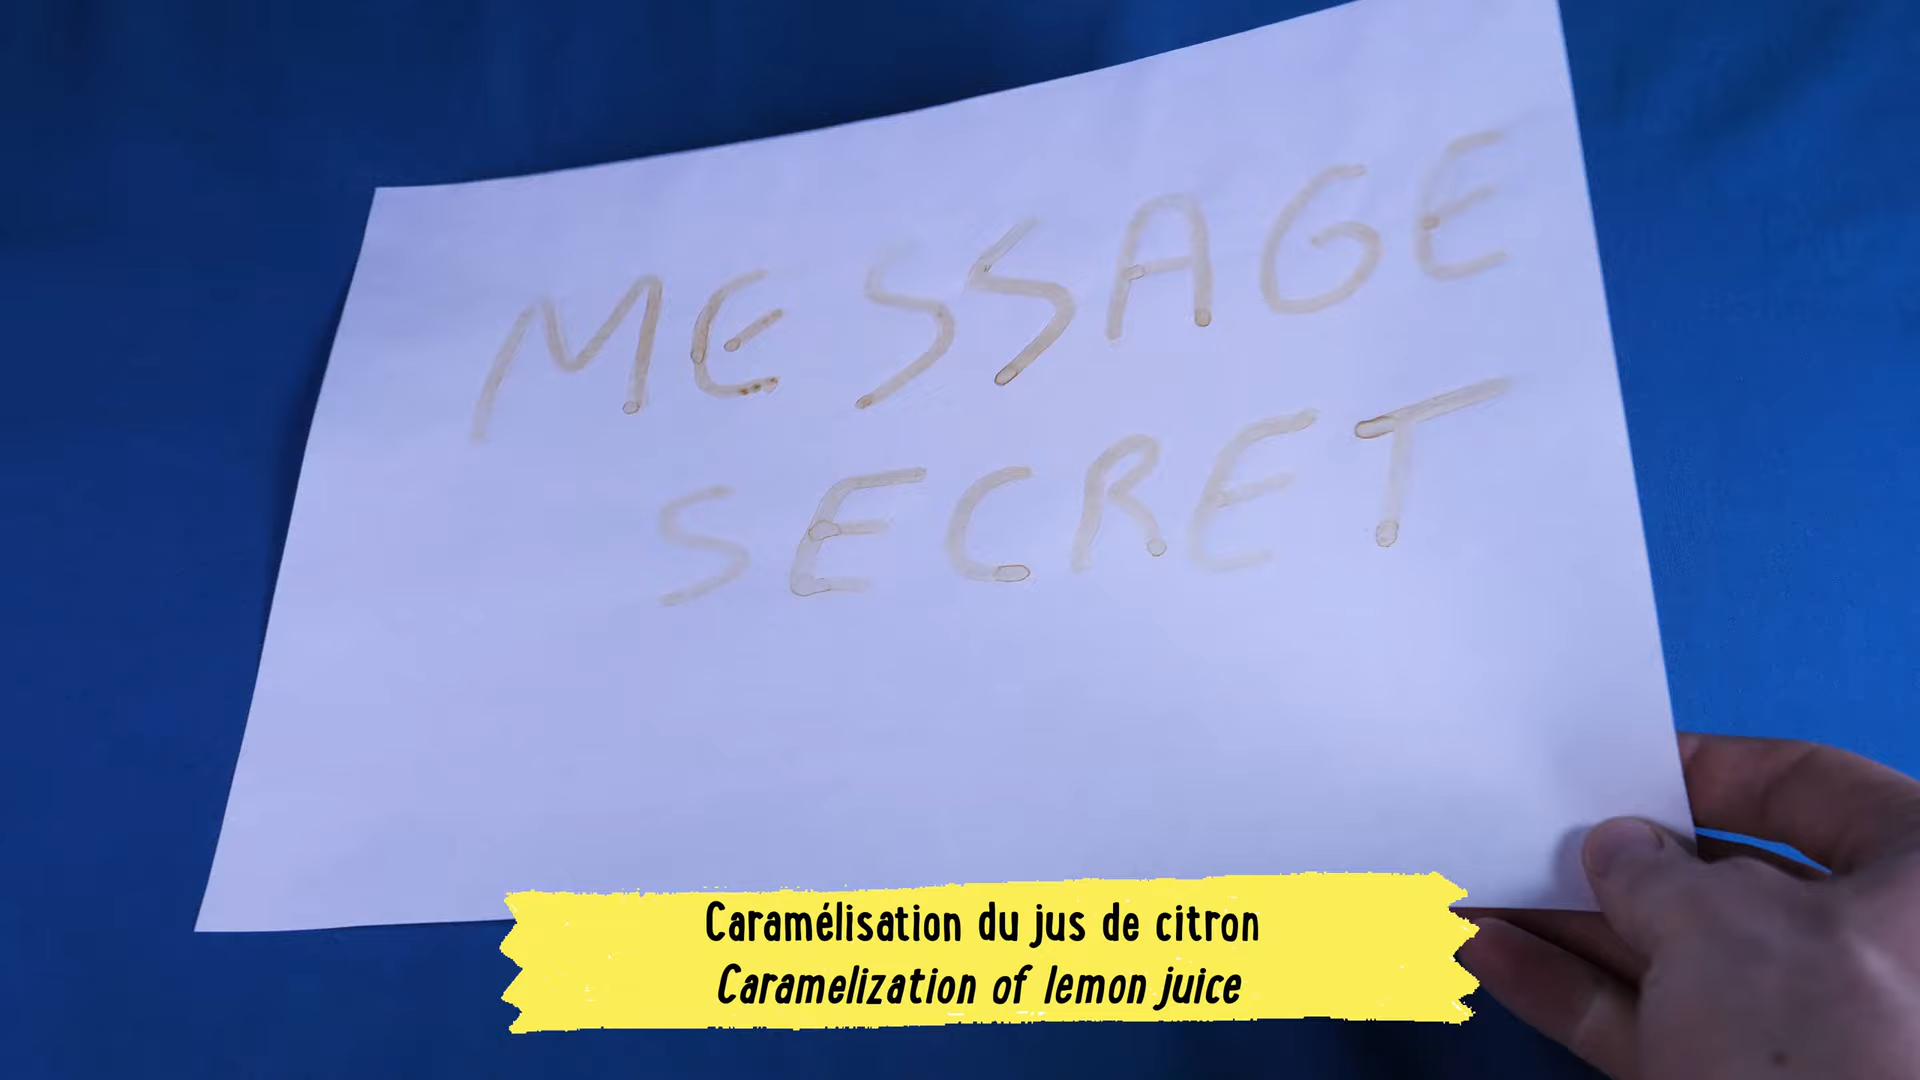 MESSAGE
SECRET
Caramélisation du jus de citron
Caramelization of lemon juice